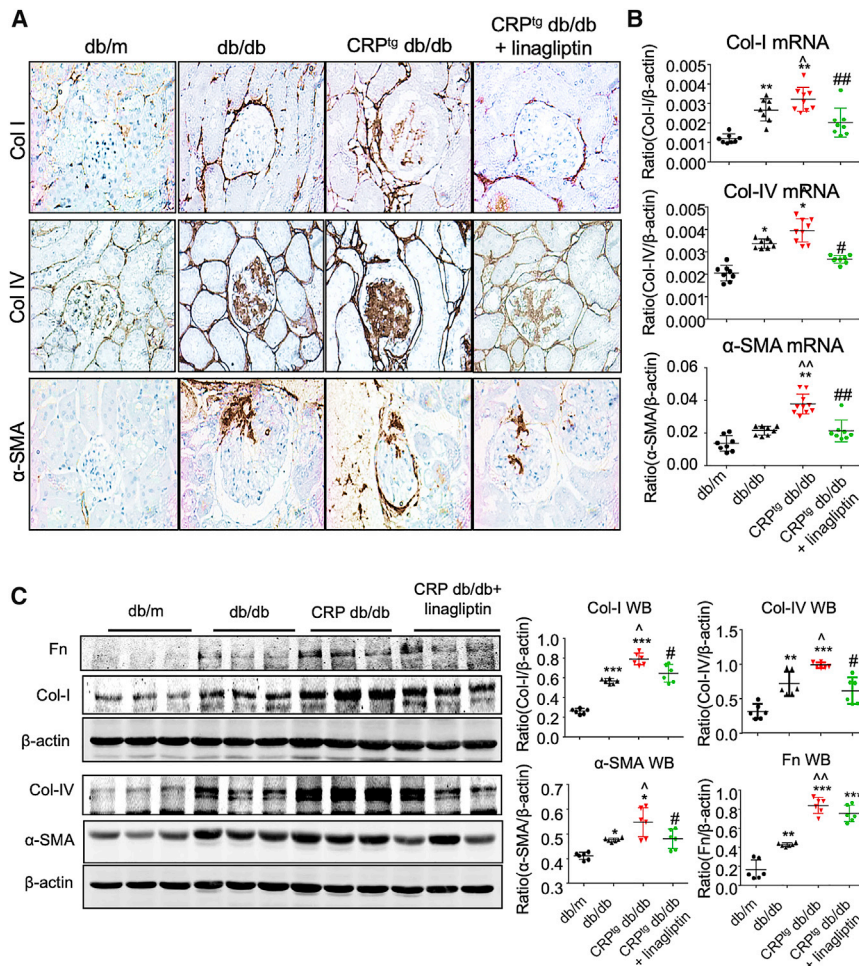 A
db/m
db/db
CRPtg db/db
CRPtg db/db
+ linagliptin
Col I
Col IV
α-SMA
B
Col-I mRNA
Ratio(Col-I/β-actin)
0.005
0.004
0.003
0.002
0.001
0.000
**
^
**
##
Col-IV mRNA
Ratio(Col-IV/β-actin)
0.005
0.004
0.003
0.002
0.001
0.000
*
*
#
α-SMA mRNA
Ratio(α-SMA/β-actin)
0.06
0.04
0.02
0.00
^^
**
##
db/m
db/db
CRPtg db/db
CRPtg db/db
+ linagliptin
C
db/m
db/db
CRP db/db
CRP db/db+
linagliptin
Fn
Col-I
β-actin
Col-IV
α-SMA
β-actin
Col-I WB
Ratio(Col-I/β-actin)
1.0
0.8
0.6
0.4
0.2
0.0
***
^
***
#
Col-IV WB
Ratio(Col-IV/β-actin)
1.5
1.0
0.5
0.0
**
^
***
#
α-SMA WB
Ratio(α-SMA/β-actin)
0.7
0.6
0.5
0.4
0.3
*
^
*
#
Fn WB
Ratio(Fn/β-actin)
1.0
0.8
0.6
0.4
0.2
0.0
**
^^
***
***
db/m
db/db
CRPtg db/db
CRPtg db/db
+ linagliptin
db/m
db/db
CRPtg db/db
CRPtg db/db
+ linagliptin